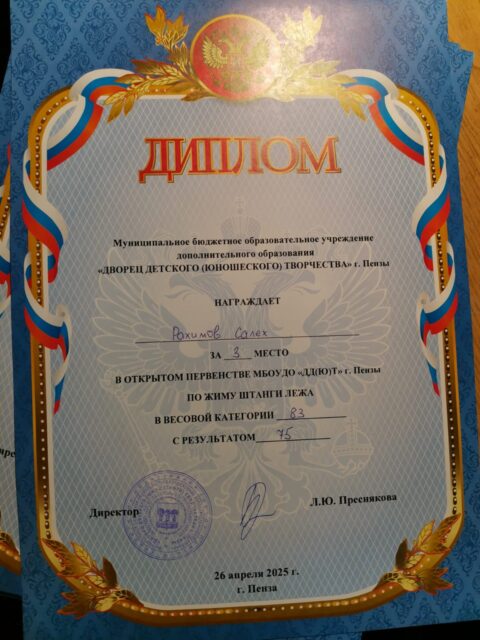 ДИПЛОМ
Муниципальное бюджетное образовательное учреждение
дополнительного образования
«ДВОРЕЦ ДЕТСКОГО (ЮНОШЕСКОГО) ТВОРЧЕСТВА» г. Пензы
НАГРАЖДАЕТ
Рахимов Салех
ЗА 3 МЕСТО
В ОТКРЫТОМ ПЕРВЕНСТВЕ МБОУДО «ДД(Ю)Т» г. Пензы
ПО ЖИМУ ШТАНГИ ЛЕЖА
В ВЕСОВОЙ КАТЕГОРИИ 83
С РЕЗУЛЬТАТОМ 75
Директор
Л.Ю. Преснякова
26 апреля 2025 г.
г. Пенза